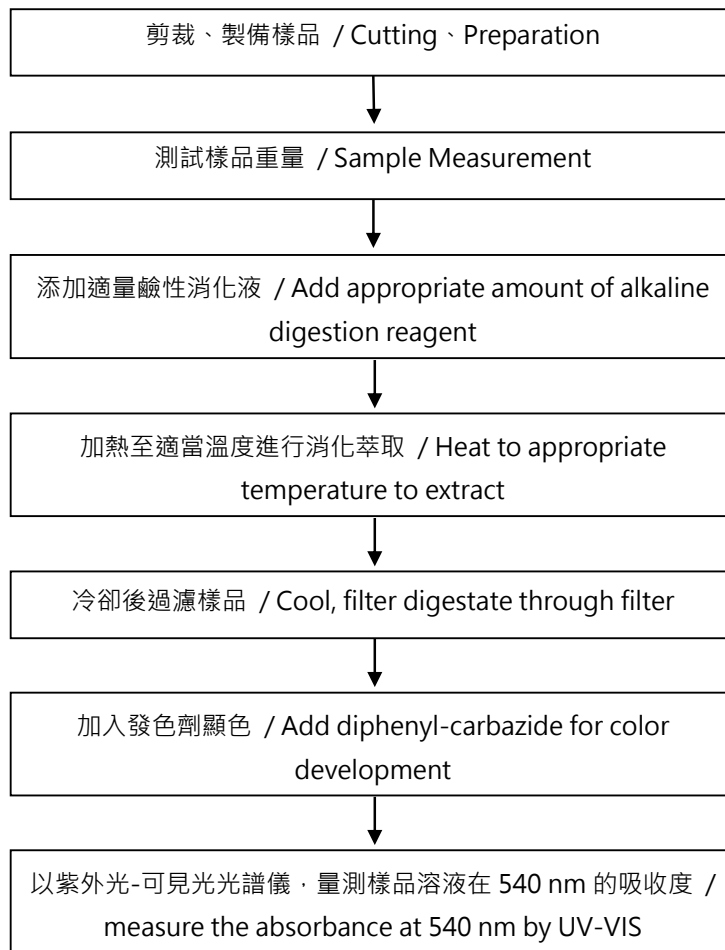 剪裁、製備樣品 / Cutting、Preparation
測試樣品重量 / Sample Measurement
添加適量鹼性消化液 / Add appropriate amount of alkaline
digestion reagent
加熱至適當溫度進行消化萃取 / Heat to appropriate
temperature to extract
冷卻後過濾樣品 / Cool, filter digestate through filter
加入發色劑顯色 / Add diphenyl-carbazide for color
development
以紫外光-可見光光譜儀，量測樣品溶液在 540 nm 的吸收度 /
measure the absorbance at 540 nm by UV-VIS